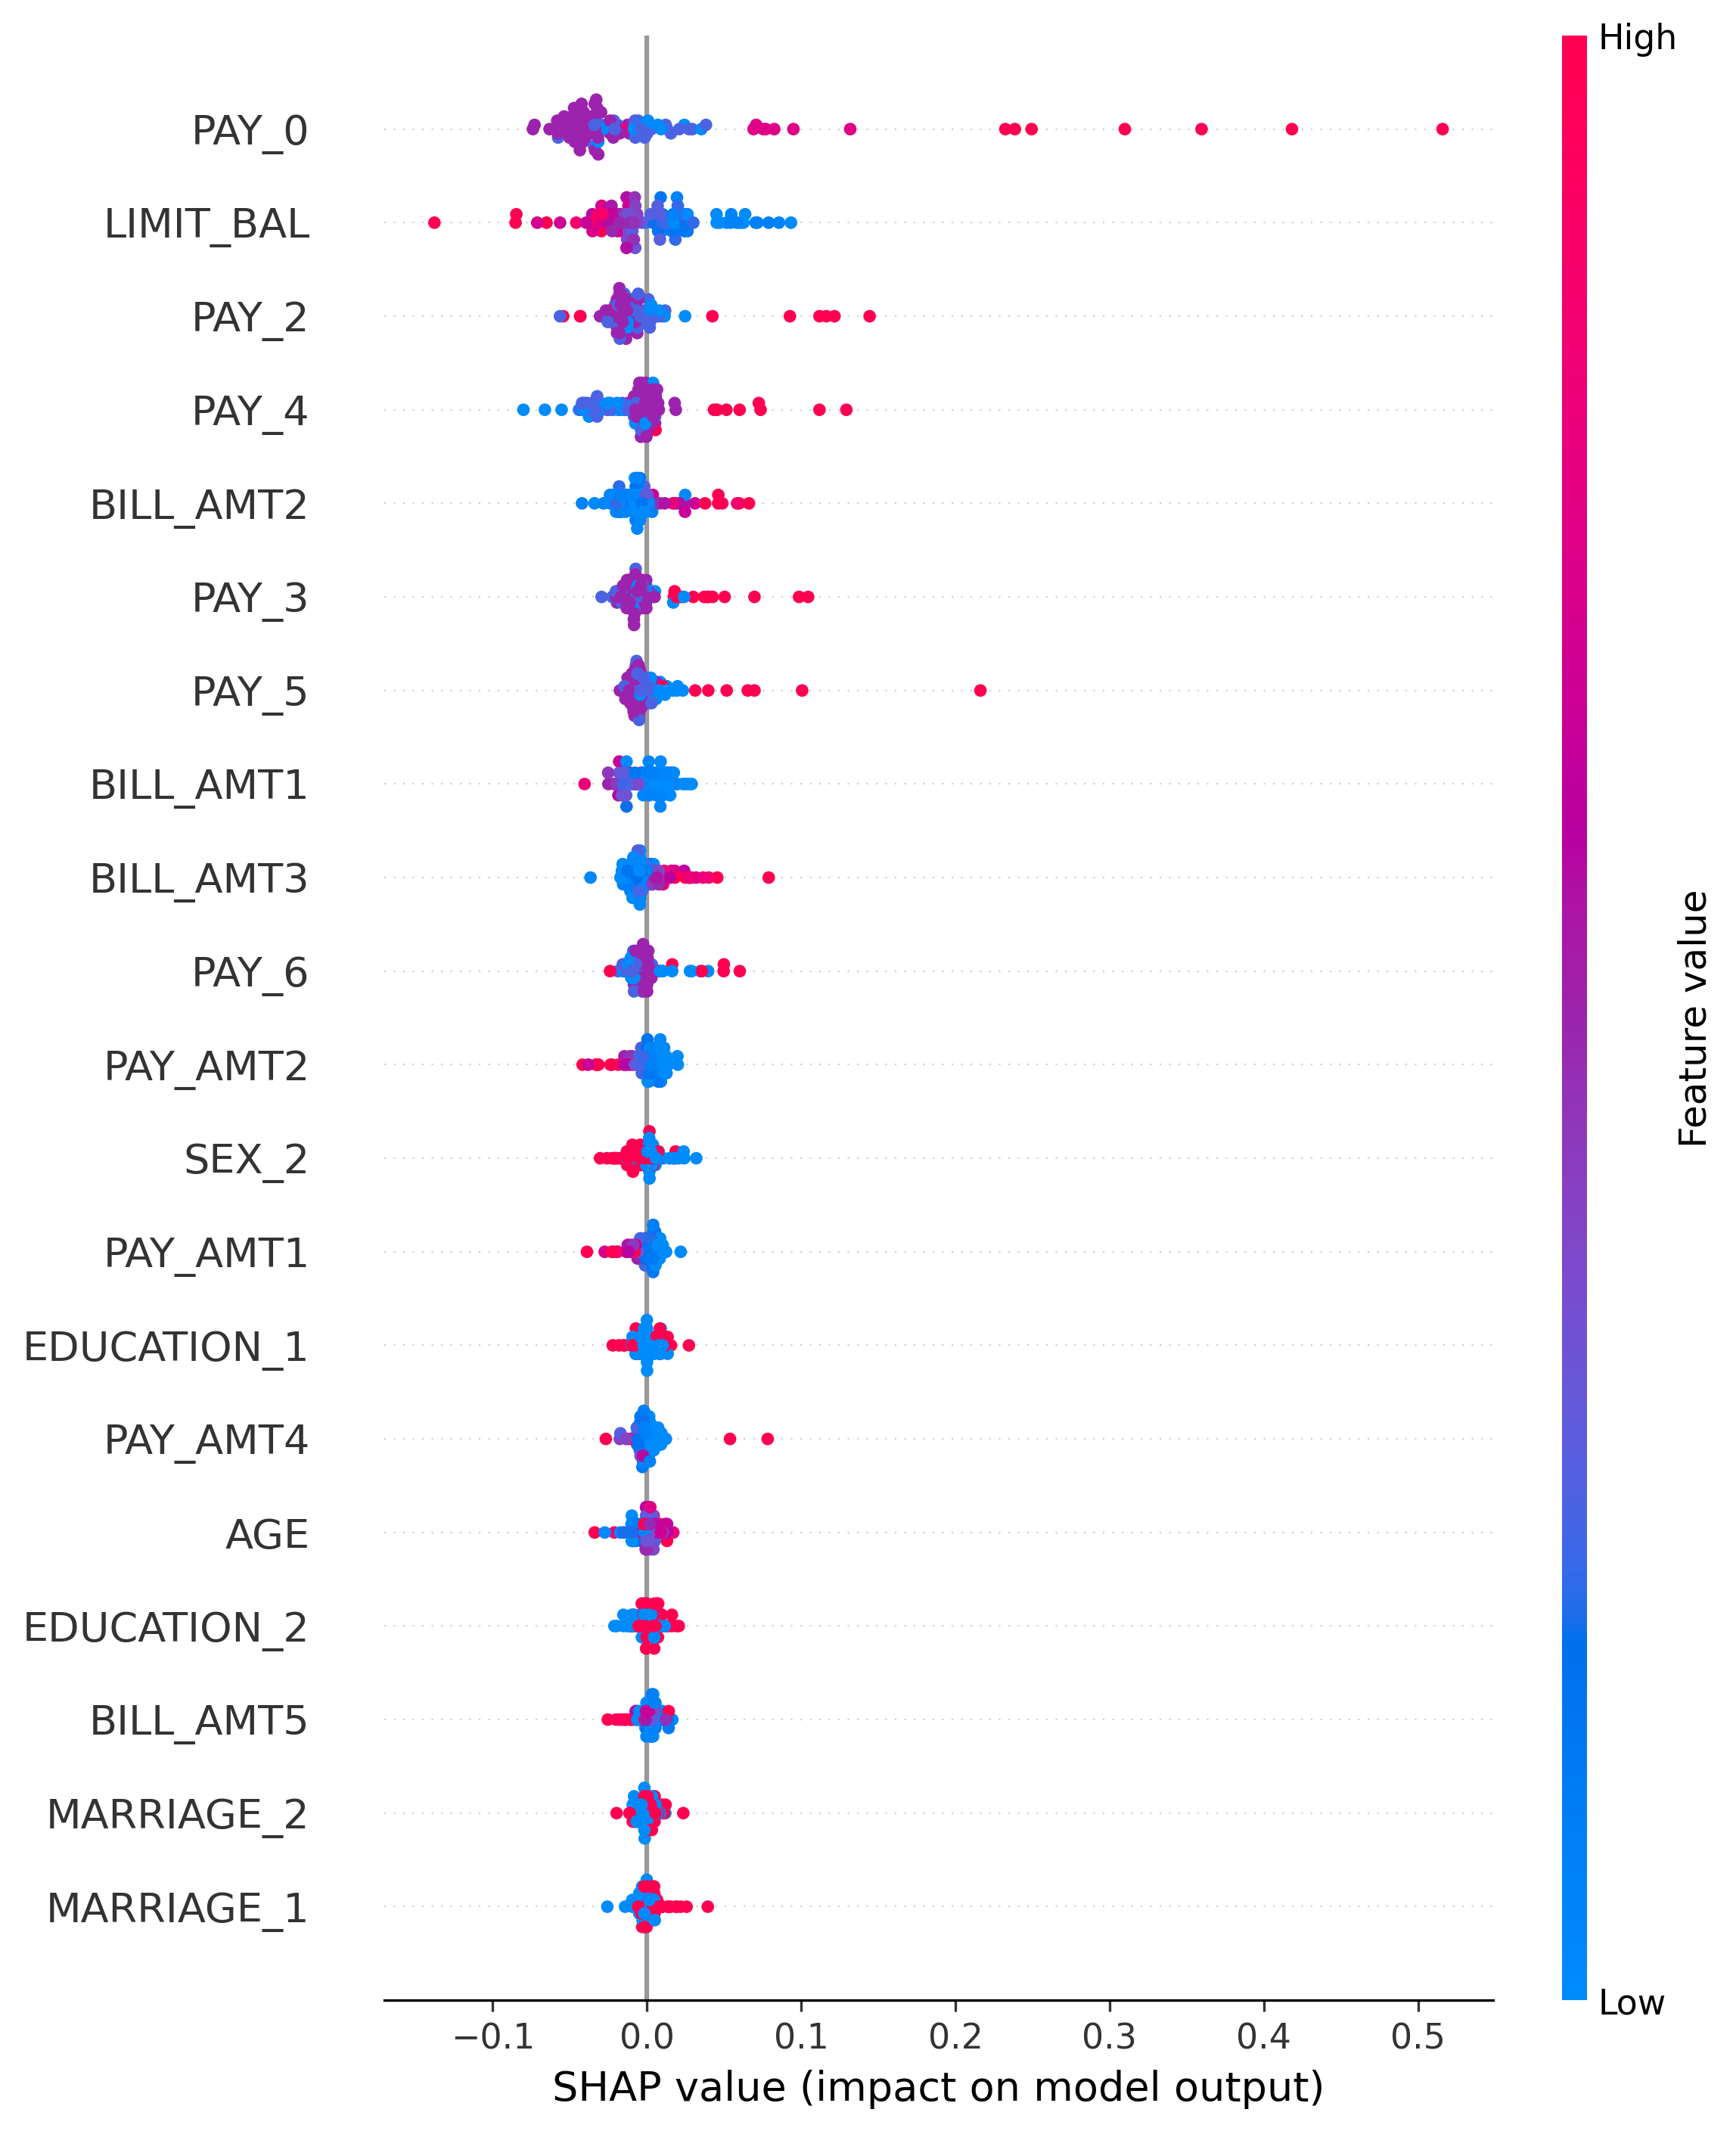 High
PAY_0
LIMIT_BAL
PAY_2
PAY_4
BILL_AMT2
PAY_3
PAY_5
BILL_AMT1
BILL_AMT3
PAY_6
PAY_AMT2
SEX_2
PAY_AMT1
EDUCATION_1
PAY_AMT4
AGE
EDUCATION_2
BILL_AMT5
MARRIAGE_2
MARRIAGE_1
Feature value
Low
−0.1 0.0 0.1 0.2 0.3 0.4 0.5
SHAP value (impact on model output)